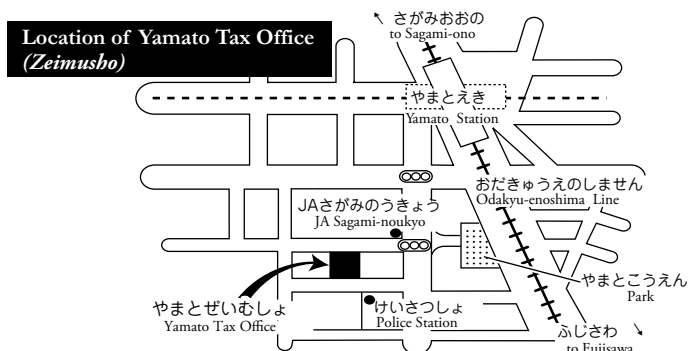 Location of Yamato Tax Office
(Zeimusho)
さがみおおの
to Sagami-ono
やまとえき
Yamato Station
おだきゅうえのしません
Odakyu-enoshima Line
JAさがみのうきょう
JA Sagami-noukyo
やまとこうえん
Park
やまとぜいむしょ
Yamato Tax Office
けいさつしょ
Police Station
ふじさわ
to Fujisawa